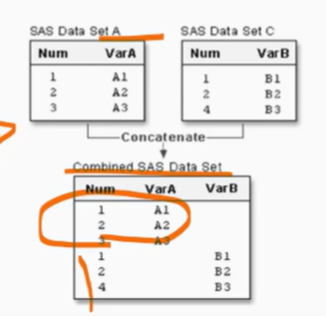 SAS Data Set A SAS Data Set C
Num VarA Num VarB
1 A1 1 B1
2 A2 2 B2
3 A3 4 B3
Concatenate
Combined SAS Data Set
Num VarA VarB
1 A1
2 A2
3 A3
1 B1
2 B2
4 B3